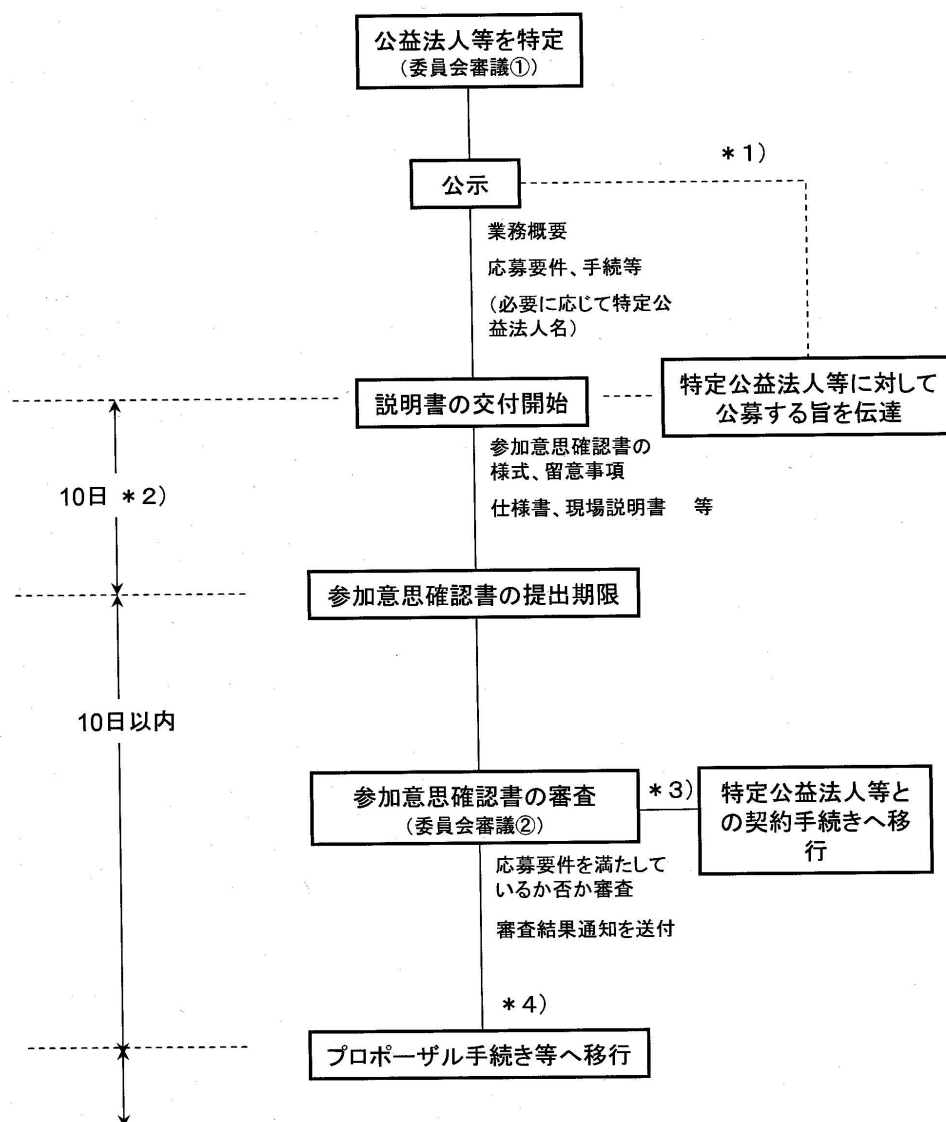 公益法人等を特定
（委員会審議①）
＊1）
公示
業務概要
応募要件、手続等
（必要に応じて特定公
益法人名）
説明書の交付開始
特定公益法人等に対して
公募する旨を伝達
参加意思確認書の
様式、留意事項
仕様書、現場説明書　等
10日 ＊2）
参加意思確認書の提出期限
10日以内
参加意思確認書の審査
（委員会審議②）
＊3）
特定公益法人等と
の契約手続きへ移
行
応募要件を満たして
いるか否か審査
審査結果通知を送付
＊4）
プロポーザル手続き等へ移行